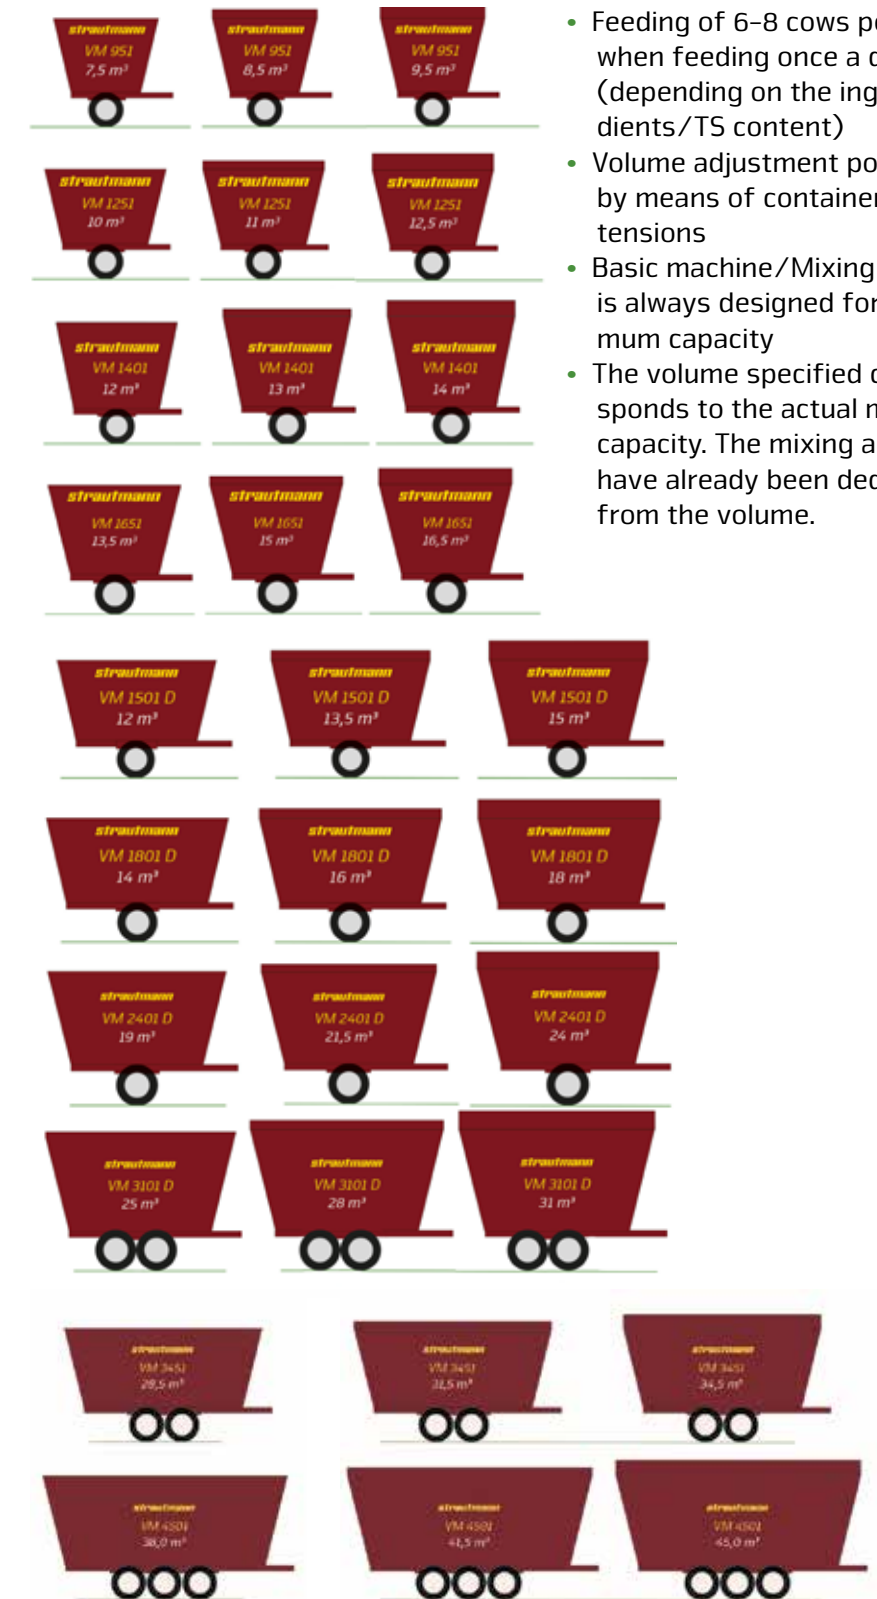 strautmann
VM 951
7,5 m³
strautmann
VM 951
8,5 m³
strautmann
VM 951
9,5 m³
strautmann
VM 1251
10 m³
strautmann
VM 1251
11 m³
strautmann
VM 1251
12,5 m³
strautmann
VM 1401
12 m³
strautmann
VM 1401
13 m³
strautmann
VM 1401
14 m³
strautmann
VM 1651
13,5 m³
strautmann
VM 1651
15 m³
strautmann
VM 1651
16,5 m³
• Feeding of 6-8 cows p
when feeding once a
(depending on the ing
dients/TS content)
• Volume adjustment po
by means of container
tensions
• Basic machine/Mixing
is always designed for
mum capacity
• The volume specified
sponds to the actual
capacity. The mixing a
have already been ded
from the volume.
strautmann
VM 1501 D
12 m³
strautmann
VM 1501 D
13,5 m³
strautmann
VM 1501 D
15 m³
strautmann
VM 1801 D
14 m³
strautmann
VM 1801 D
16 m³
strautmann
VM 1801 D
18 m³
strautmann
VM 2401 D
19 m³
strautmann
VM 2401 D
21,5 m³
strautmann
VM 2401 D
24 m³
strautmann
VM 3101 D
25 m³
strautmann
VM 3101 D
28 m³
strautmann
VM 3101 D
31 m³
strautmann
VM 3451
28,5 m³
strautmann
VM 3451
31,5 m³
strautmann
VM 3451
34,5 m³
strautmann
VM 4501
38,0 m³
strautmann
VM 4501
41,5 m³
strautmann
VM 4501
45,0 m³